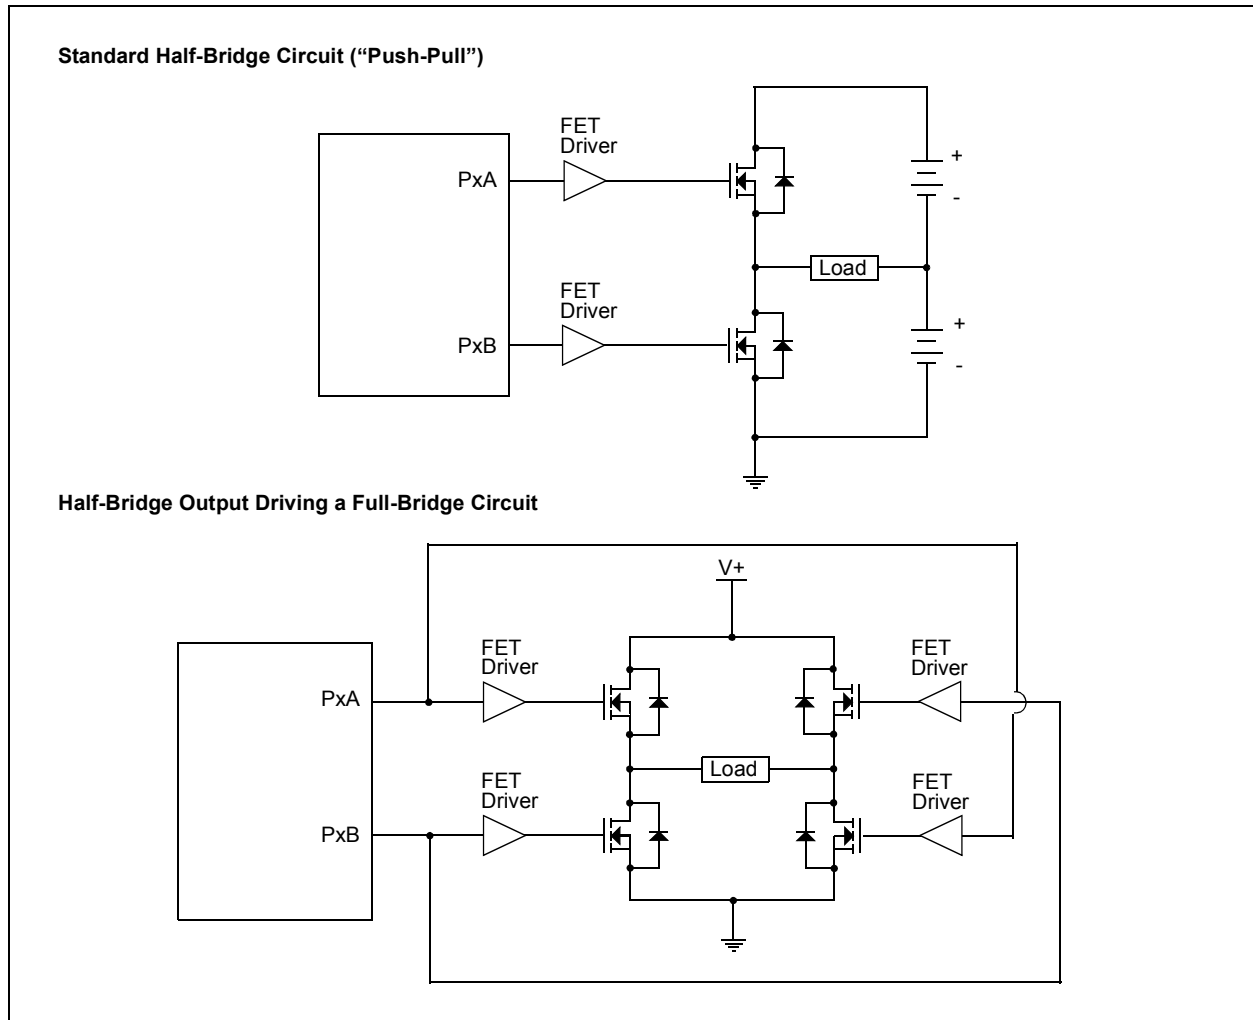 Standard Half-Bridge Circuit (“Push-Pull”)
FET
Driver
PxA
+
-
Load
FET
Driver
PxB
+
-
Half-Bridge Output Driving a Full-Bridge Circuit
V+
FET
Driver
FET
Driver
PxA
Load
FET
Driver
FET
Driver
PxB